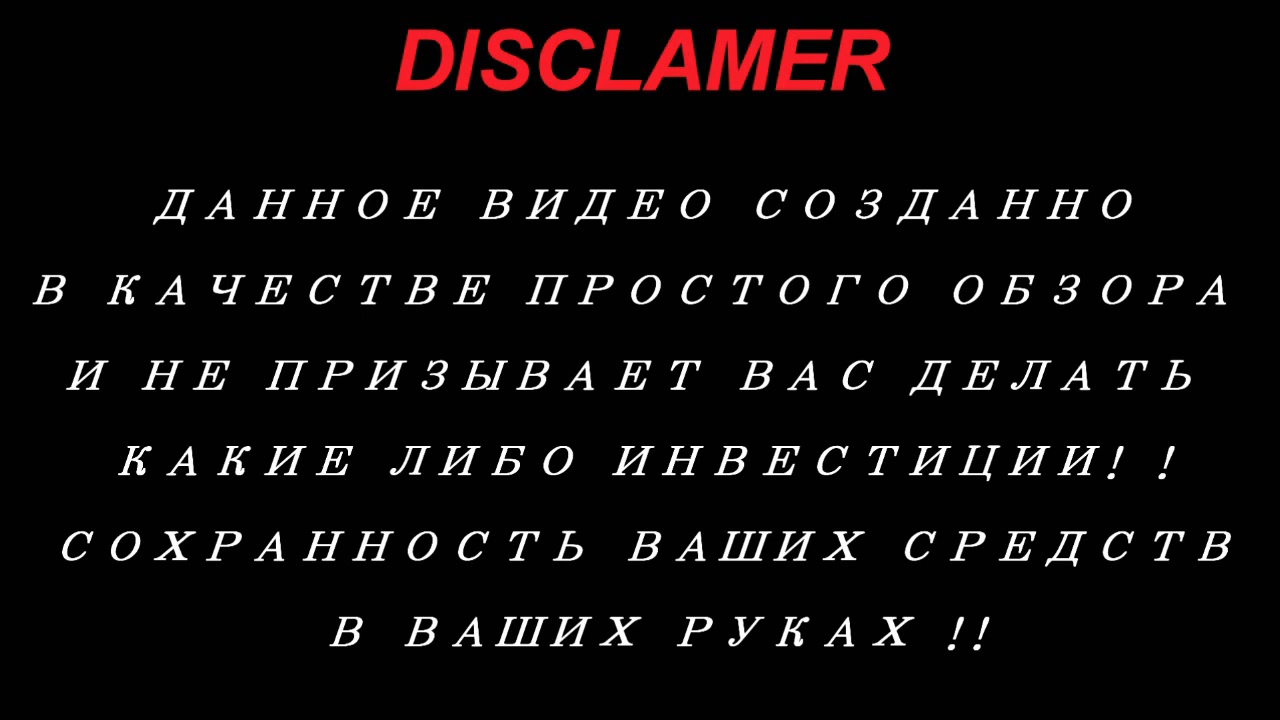 DISCLAMER
ДАННОЕ ВИДЕО СОЗДАННО
В КАЧЕСТВЕ ПРОСТОГО ОБЗОРА
И НЕ ПРИЗЫВАЕТ ВАС ДЕЛАТЬ
КАКИЕ ЛИБО ИНВЕСТИЦИИ! !
СОХРАННОСТЬ ВАШИХ СРЕДСТВ
В ВАШИХ РУКАХ !!